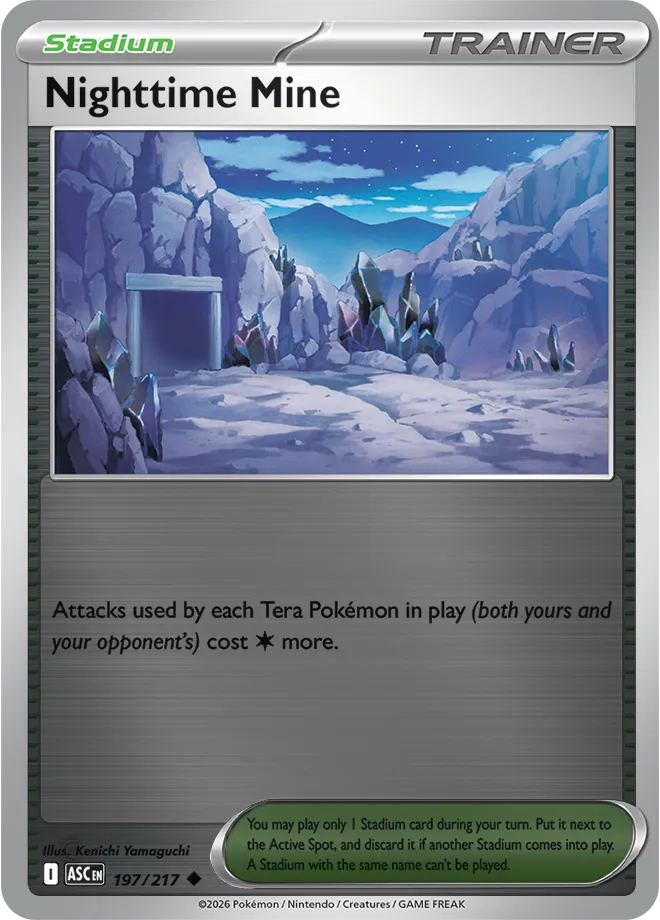 Stadium
TRAINER
Nighttime Mine
Attacks used by each Tera Pokémon in play (both yours and
your opponent's) cost ✴ more.
You may play only 1 Stadium card during your turn. Put it next to
the Active Spot, and discard it if another Stadium comes into play.
A Stadium with the same name can't be played.
Illus. Kenichi Yamaguchi
I ASC EN 197/217 ◆
©2026 Pokémon / Nintendo / Creatures / GAME FREAK